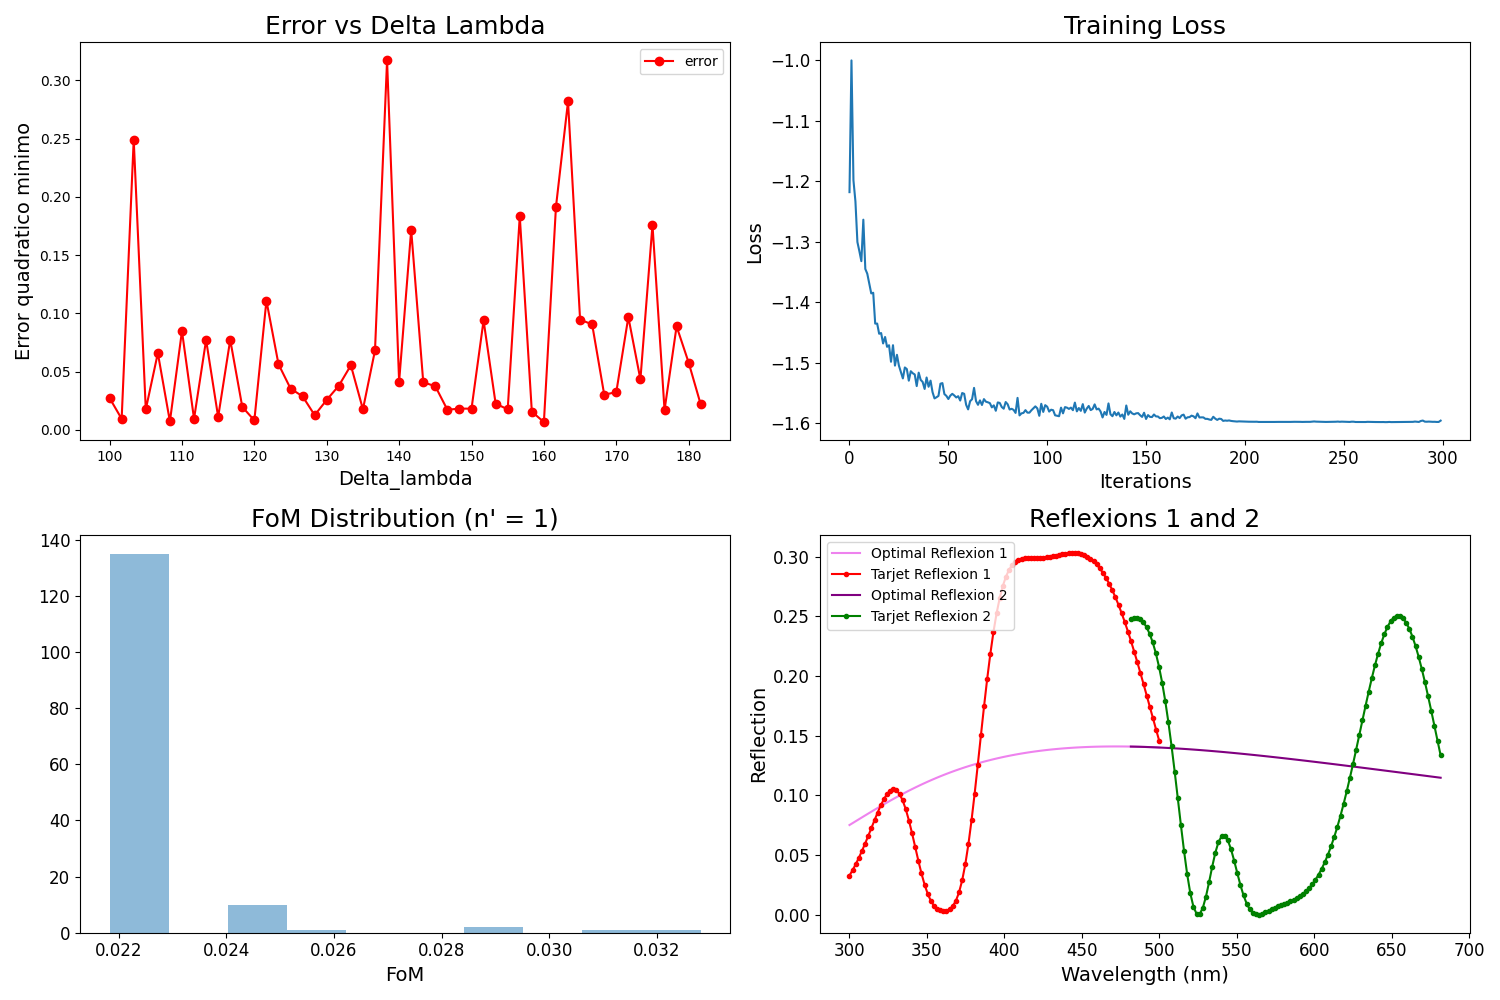 Error vs Delta Lambda
error
Error quadratico minimo
0.30
0.25
0.20
0.15
0.10
0.05
0.00
100 110 120 130 140 150 160 170 180
Delta_lambda
Training Loss
Loss
−1.0
−1.1
−1.2
−1.3
−1.4
−1.5
−1.6
0 50 100 150 200 250 300
Iterations
FoM Distribution (n' = 1)
140
120
100
80
60
40
20
0
0.022 0.024 0.026 0.028 0.030 0.032
FoM
Reflexions 1 and 2
Optimal Reflexion 1
Tarjet Reflexion 1
Optimal Reflexion 2
Tarjet Reflexion 2
Reflection
0.30
0.25
0.20
0.15
0.10
0.05
0.00
300 350 400 450 500 550 600 650 700
Wavelength (nm)